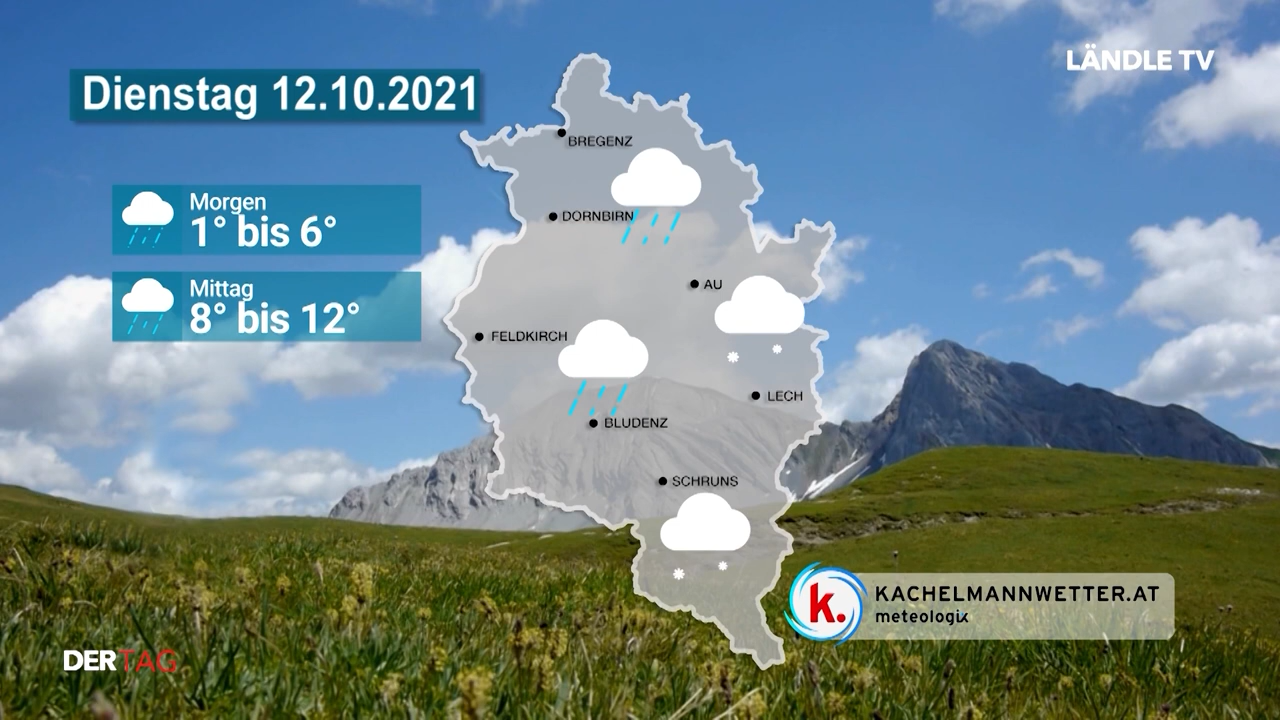 LÄNDLE TV
Dienstag 12.10.2021
Morgen
1° bis 6°
Mittag
8° bis 12°
BREGENZ
DORNBIRN
AU
FELDKIRCH
LECH
BLUDENZ
SCHRUNS
k.
KACHELMANNWETTER.AT
meteologix
DERTAG